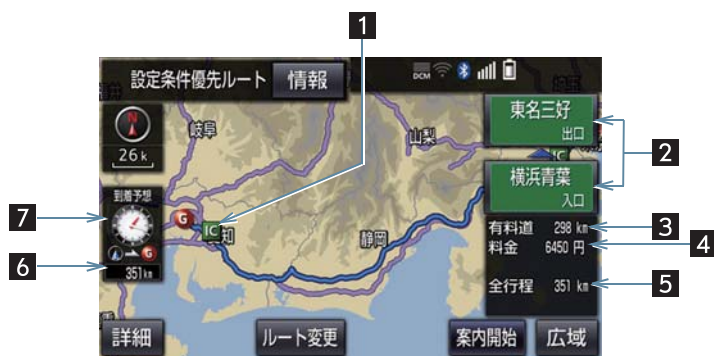 1
設定条件優先ルート 情報
DCM
東名三好
出口
岐阜
山梨
IC
2
26k
横浜青葉
入口
到着予想
7
G
IC
知
静岡
有料道 298 km
3
料金 6450 円
4
G
6
351km
全行程 351 km
5
詳細 ルート変更 案内開始 広域